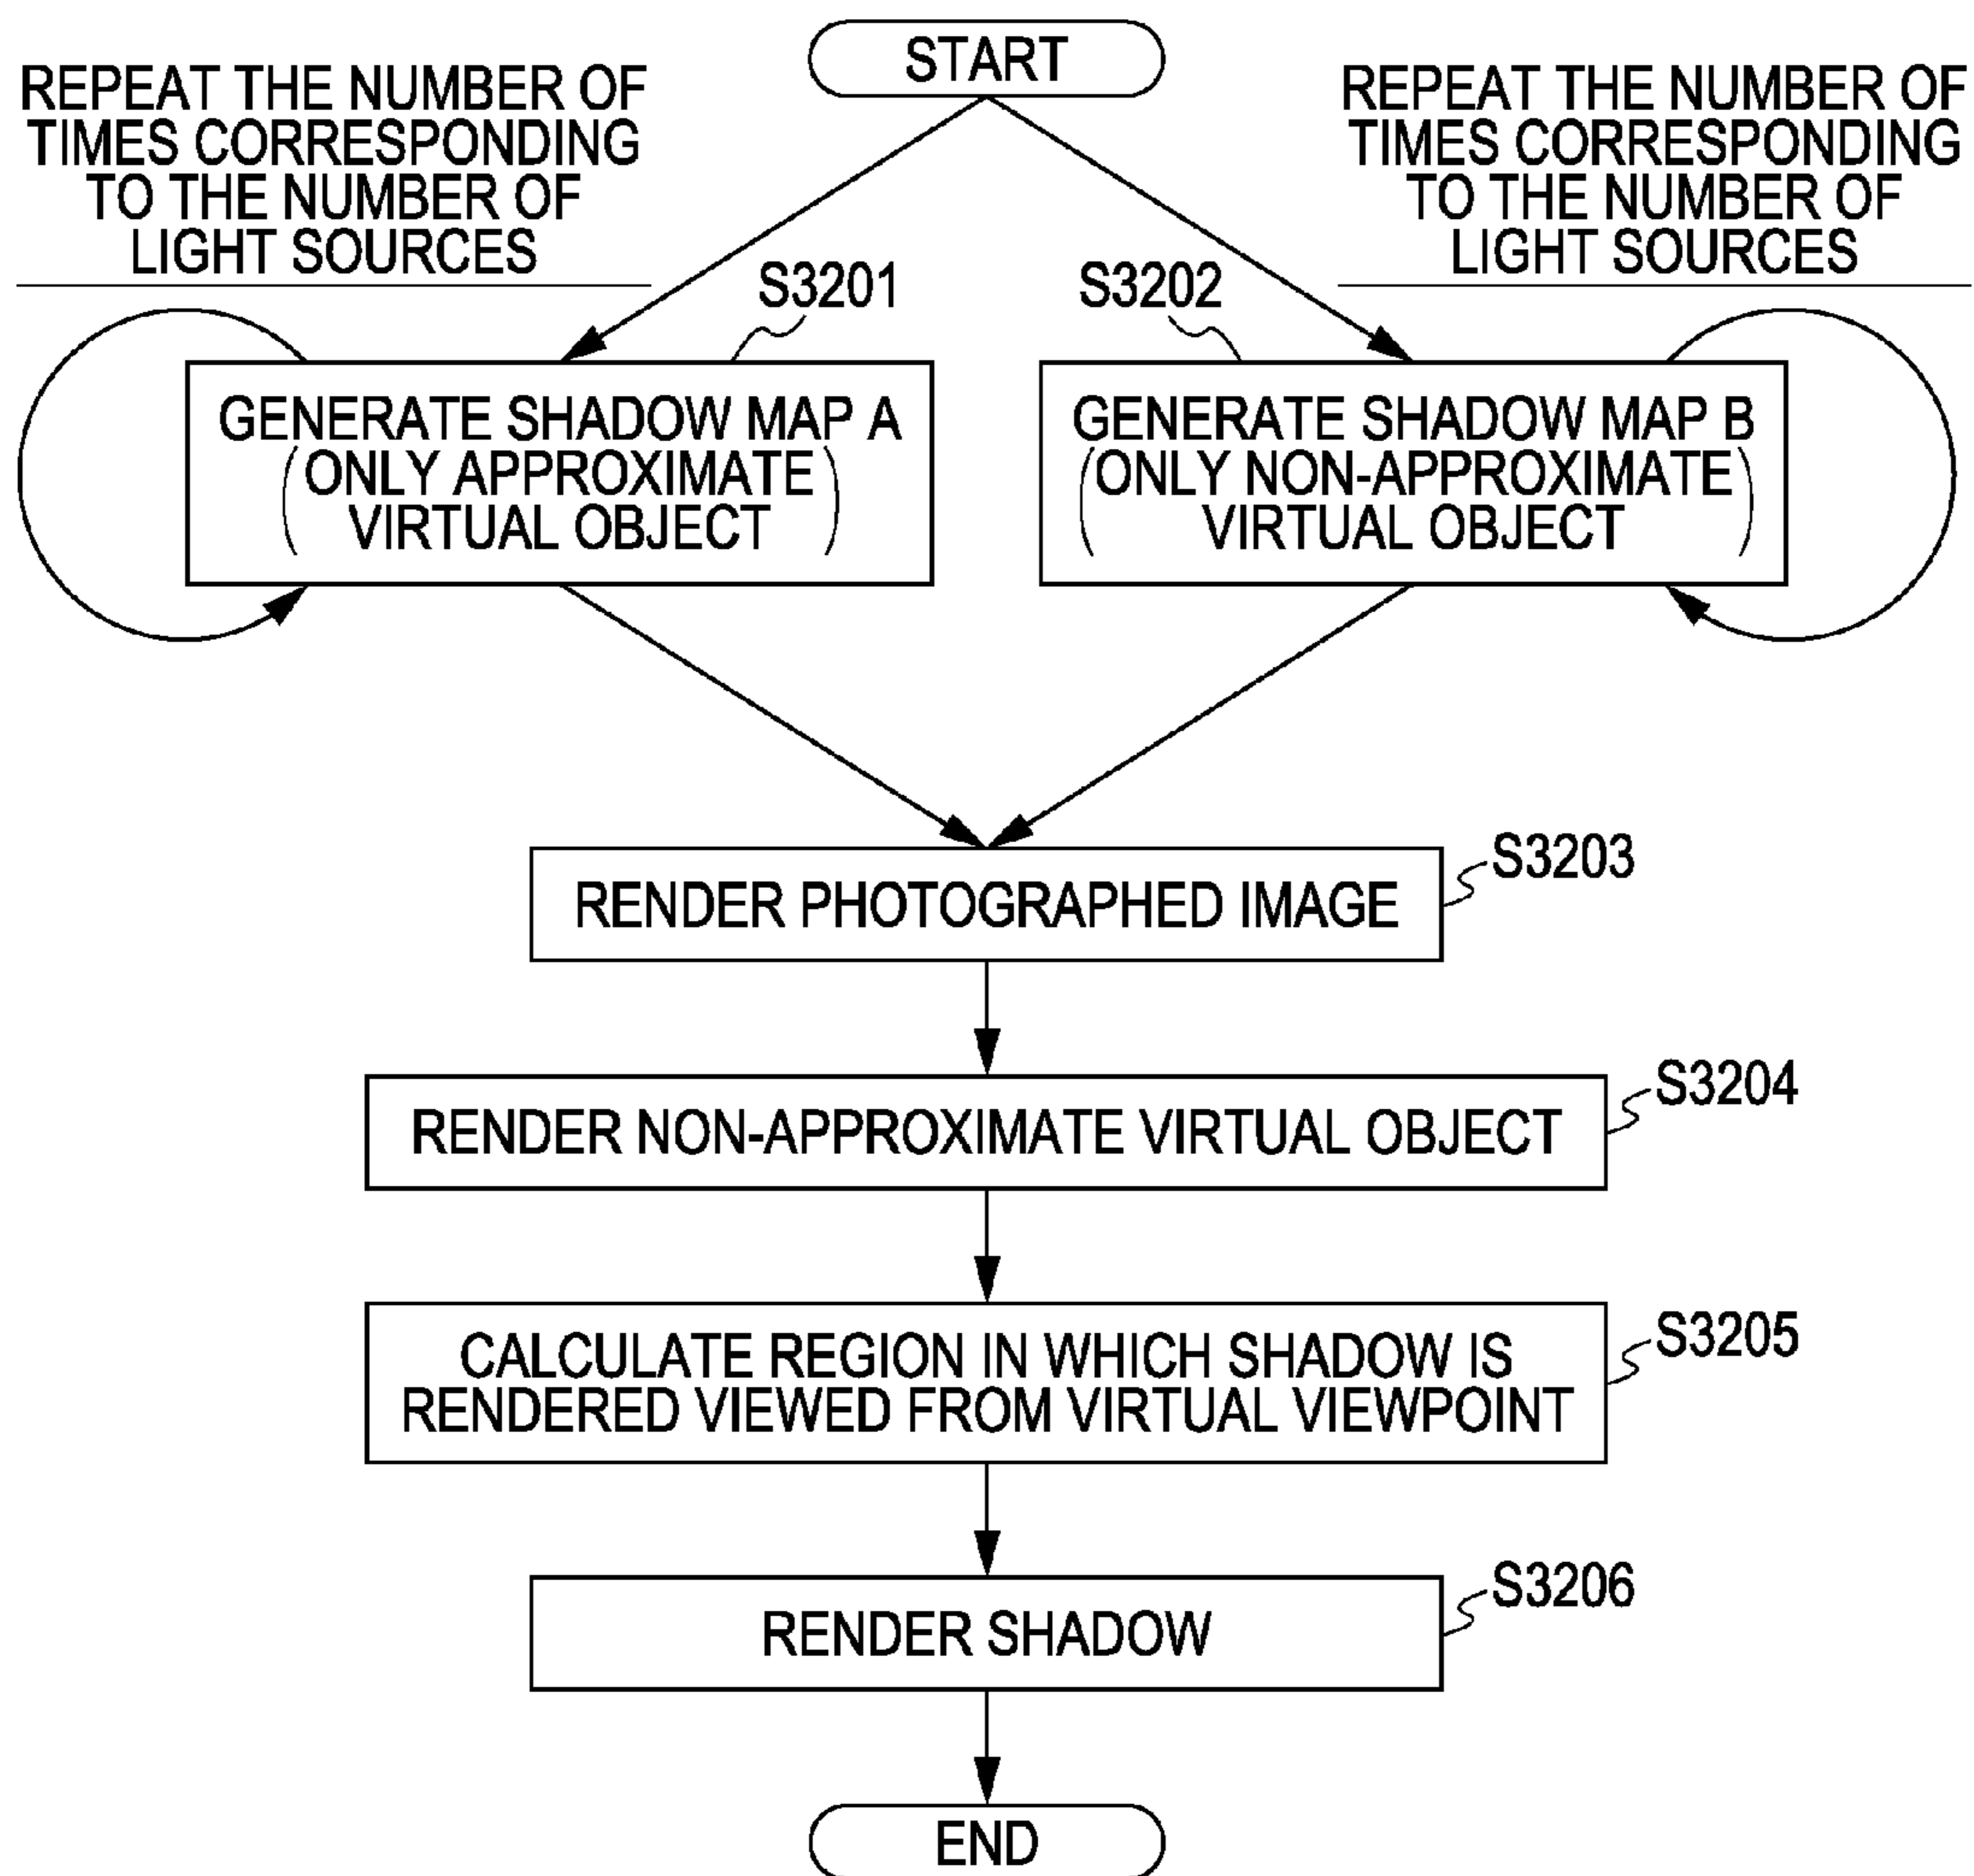 START
REPEAT THE NUMBER OF
TIMES CORRESPONDING
TO THE NUMBER OF
LIGHT SOURCES
REPEAT THE NUMBER OF
TIMES CORRESPONDING
TO THE NUMBER OF
LIGHT SOURCES
S3201
S3202
GENERATE SHADOW MAP A
(ONLY APPROXIMATE
VIRTUAL OBJECT)
GENERATE SHADOW MAP B
(ONLY NON-APPROXIMATE
VIRTUAL OBJECT)
S3203
RENDER PHOTOGRAPHED IMAGE
S3204
RENDER NON-APPROXIMATE VIRTUAL OBJECT
S3205
CALCULATE REGION IN WHICH SHADOW IS
RENDERED VIEWED FROM VIRTUAL VIEWPOINT
S3206
RENDER SHADOW
END